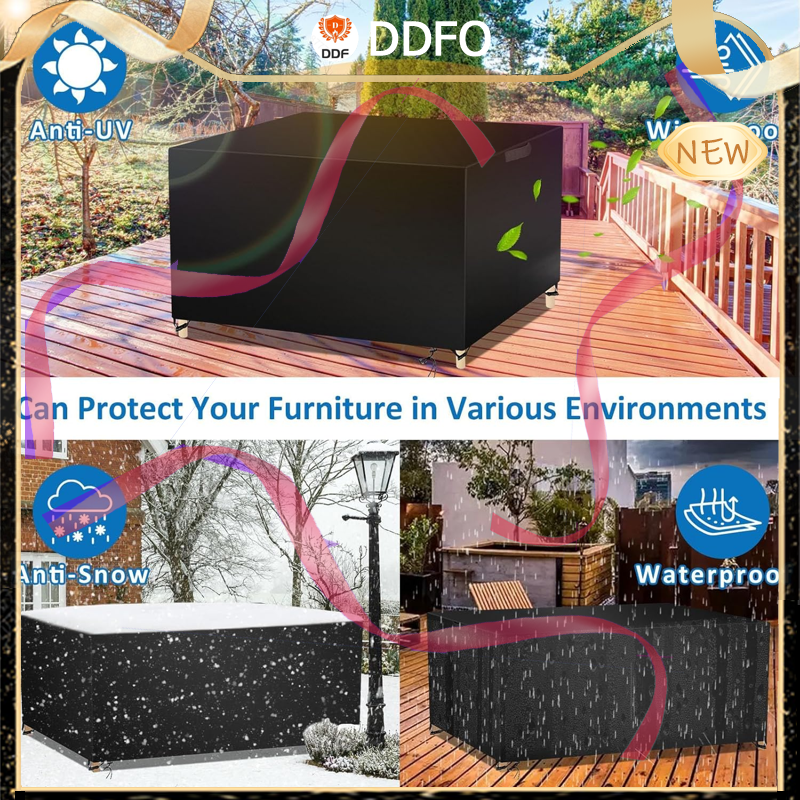 DDF
DDFO
Anti-UV
NEW
Can Protect Your Furniture in Various Environments
Anti-Snow
Waterproo